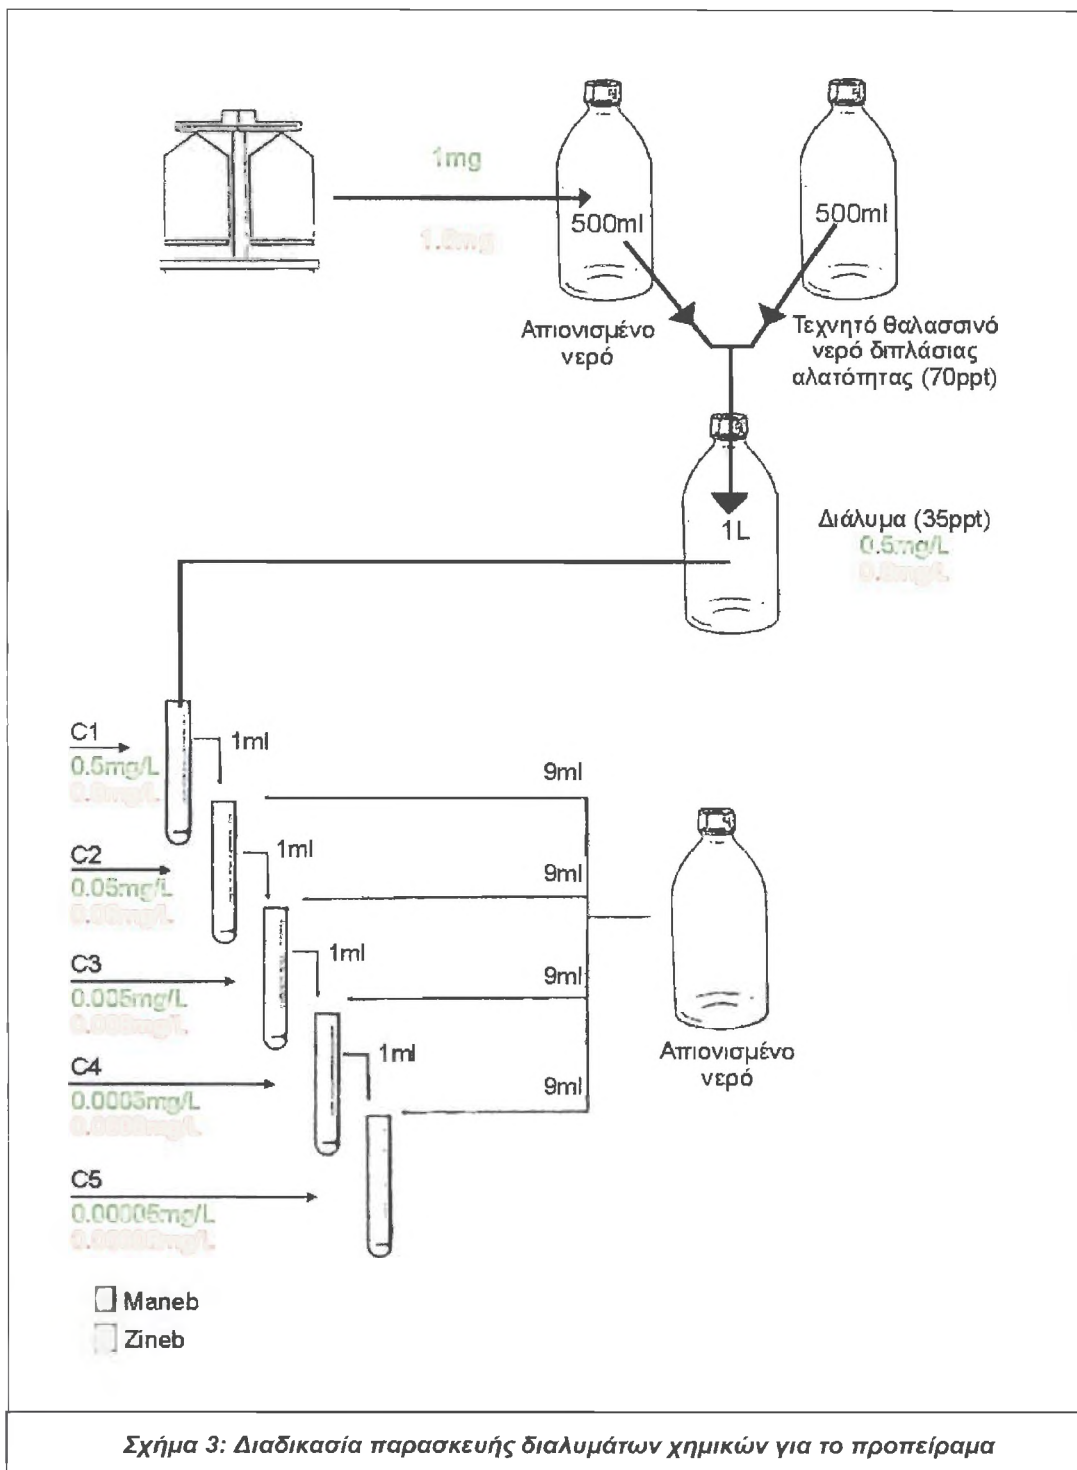 1mg
500ml
500ml
Απιονισμένο
νερό
Τεχνητό θαλασσινό
νερό διπλάσιας
αλατότητας (70ppt)
1L
Διάλυμα (35ppt)
0.5mg/L
C1
0.5mg/L
1ml
9ml
C2
0.05mg/L
1ml
9ml
C3
0.005mg/L
1ml
9ml
C4
0.0005mg/L
1ml
9ml
Απιονισμένο
νερό
C5
0.00005mg/L
Maneb
Zineb
Σχήμα 3: Διαδικασία παρασκευής διαλυμάτων χημικών για το προπείραμα